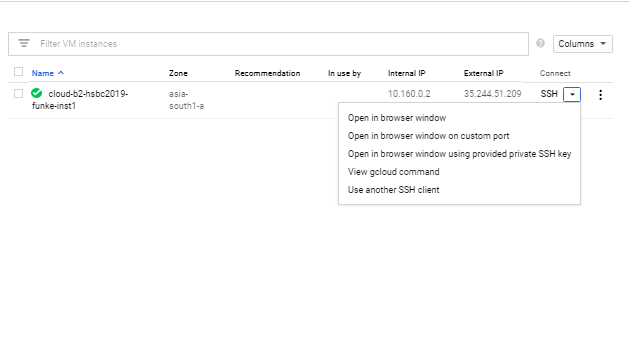 Filter VM instances
Columns
Name Zone Recommendation In use by Internal IP External IP Connect
cloud-b2-hsbc2019- asia- 10.160.0.2 35.244.51.209 SSH
funke-inst1 south1-a
Open in browser window
Open in browser window on custom port
Open in browser window using provided private SSH key
View gcloud command
Use another SSH client